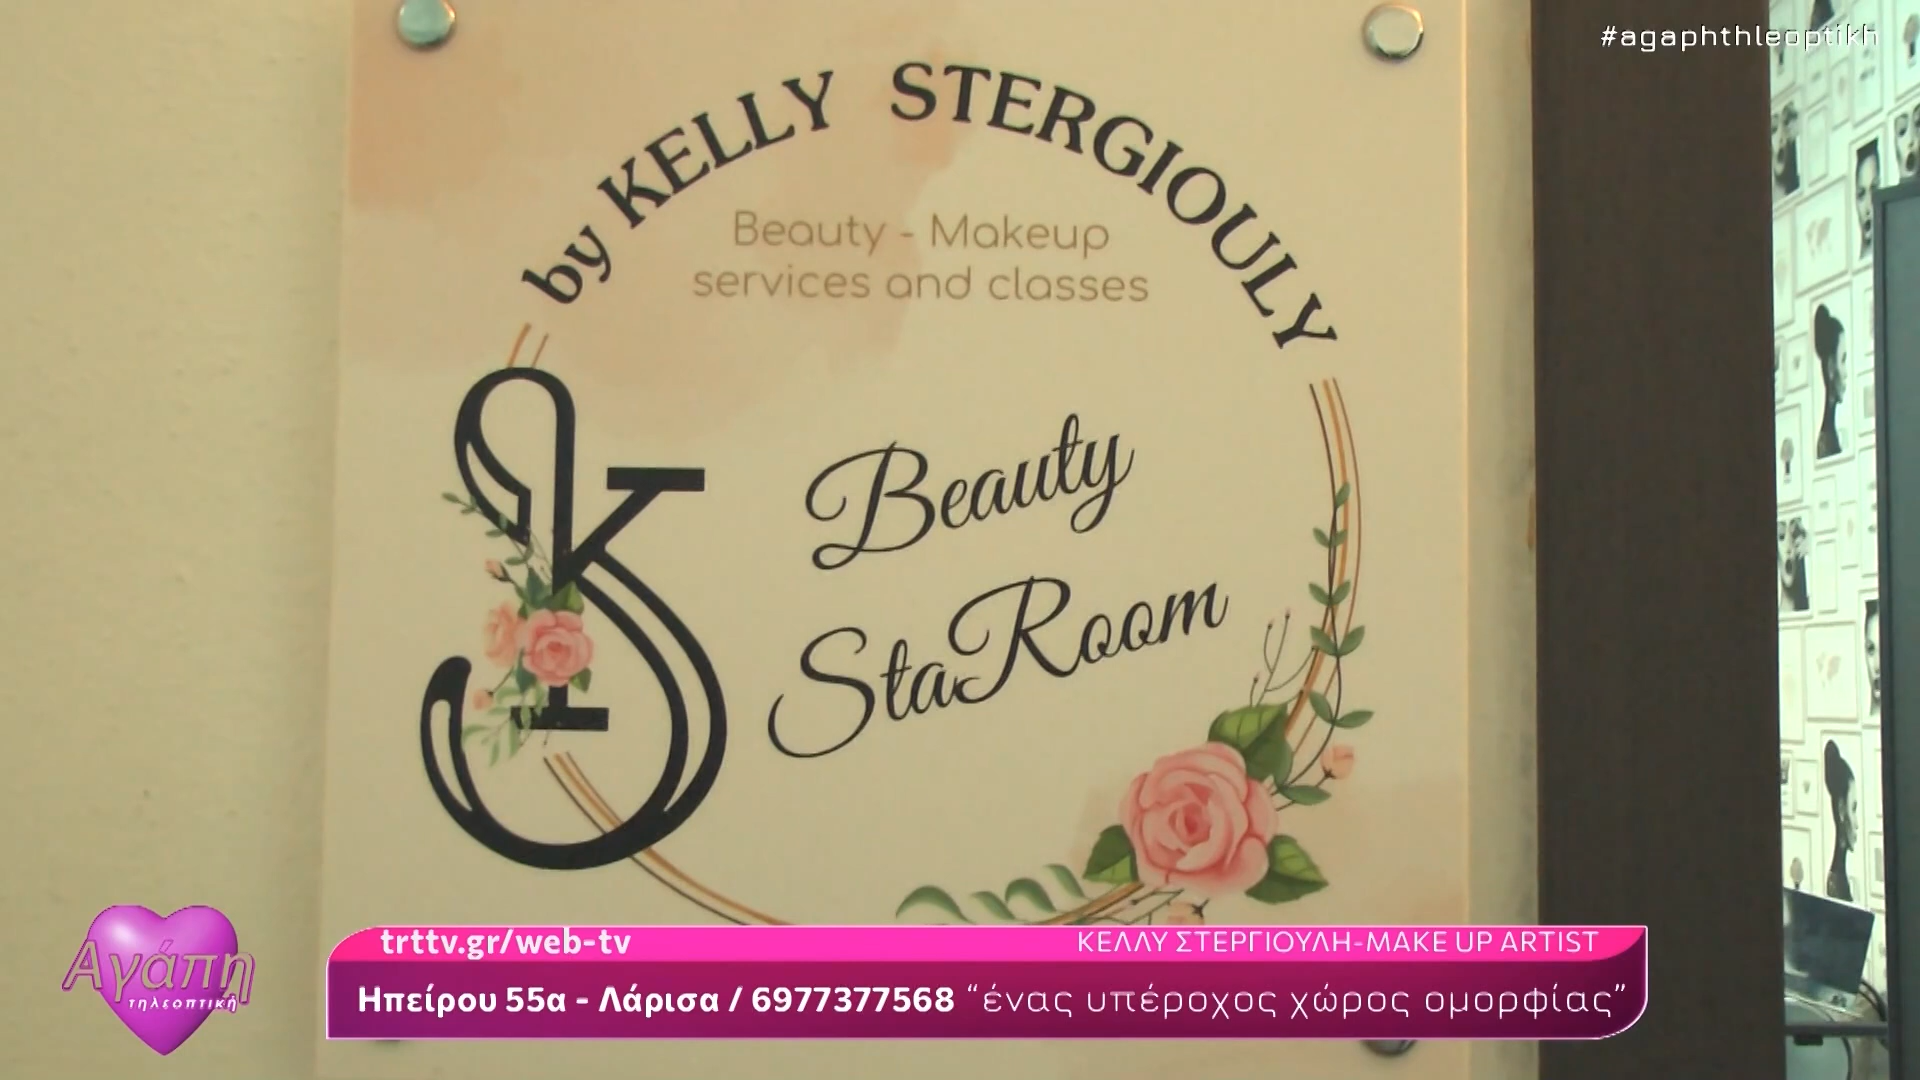 #agaphthleoptikh
by KELLY STERGIOULY
Beauty - Makeup
services and classes
SK
Beauty
StaRoom
trttv.gr/web-tv
ΚΕΛΛΥ ΣΤΕΡΓΙΟΥΛΗ-MAKE UP ARTIST
Αγάπη
τηλεοπτική
Ηπείρου 55α - Λάρισα / 6977377568 “ένας υπέροχος χώρος ομορφίας”